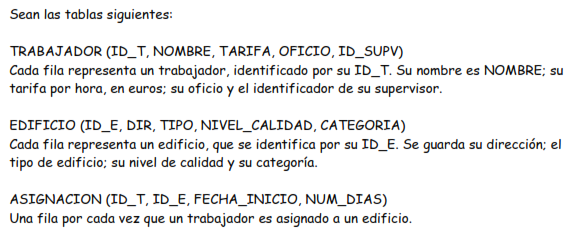 Sean las tablas siguientes:
TRABAJADOR (ID_T, NOMBRE, TARIFA, OFICIO, ID_SUPV)
Cada fila representa un trabajador, identificado por su ID_T. Su nombre es NOMBRE; su
tarifa por hora, en euros; su oficio y el identificador de su supervisor.
EDIFICIO (ID_E, DIR, TIPO, NIVEL_CALIDAD, CATEGORIA)
Cada fila representa un edificio, que se identifica por su ID_E. Se guarda su dirección; el
tipo de edificio; su nivel de calidad y su categoría.
ASIGNACION (ID_T, ID_E, FECHA_INICIO, NUM_DIAS)
Una fila por cada vez que un trabajador es asignado a un edificio.